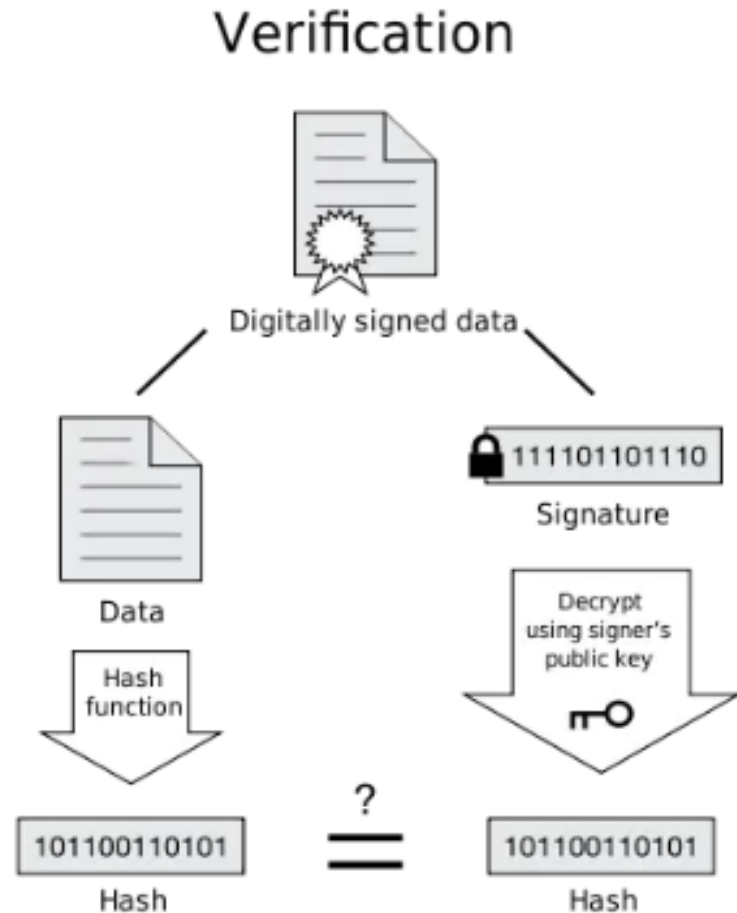 Verification
Digitally signed data
111101101110
Signature
Data
Decrypt
using signer's
public key
Hash
function
?
=
101100110101
101100110101
Hash
Hash